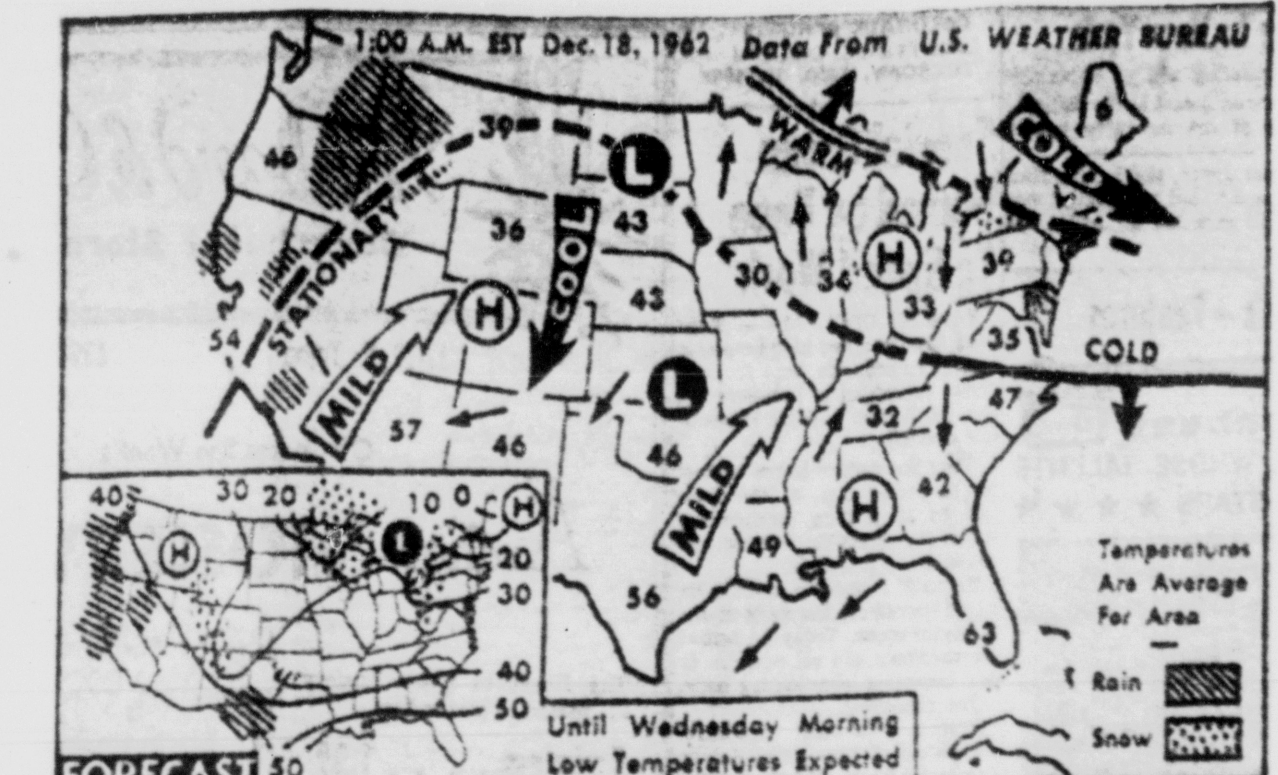 1:00 A.M. EST Dec. 18, 1962 Data From U.S. WEATHER BUREAU
6
COLD
WARM
39
46
L
STATIONARY
36
COOL
43
H
39
30
34
43
33
H
35
COLD
54
MILD
L
47
32
57
46
46
MILD
42
H
49
56
63
Temperatures
Are Average
For Area
Rain
Snow
40 30 20 10 0
H
H
L
20
30
40
50
FORECAST 50
Until Wednesday Morning
Low Temperatures Expected